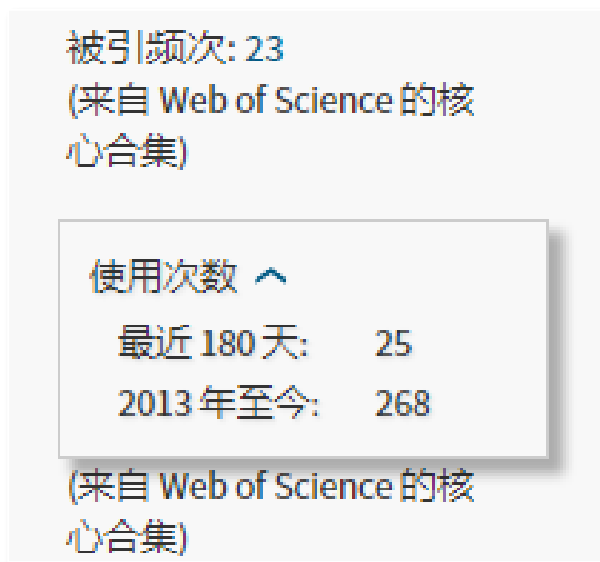 被引频次: 23
(来自 Web of Science 的核
心合集)
使用次数
最近 180 天: 25
2013 年至今: 268
(来自 Web of Science 的核
心合集)